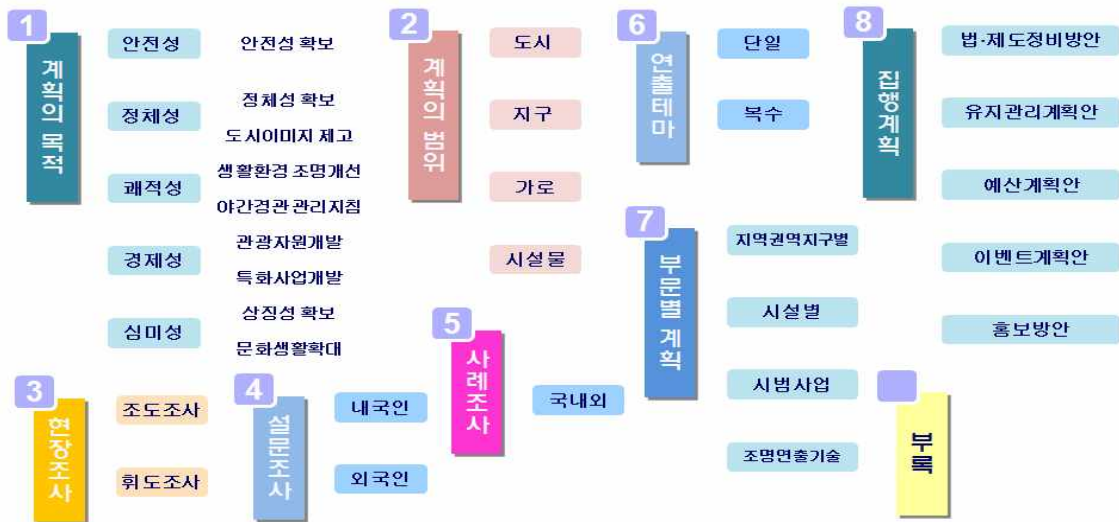 1
계획의 목적
안전성
안전성 확보
정체성
정체성 확보
도시이미지 제고
쾌적성
생활환경 조명개선
야간경관 관리지침
경제성
관광자원개발
특화사업개발
심미성
상징성 확보
문화생활확대
2
계획의 범위
도시
지구
가로
시설물
3
현장조사
조도조사
휘도조사
4
설문조사
내국인
외국인
5
사례조사
국내외
6
연출테마
단일
복수
7
부문별 계획
지역권역지구별
시설별
시범사업
조명연출기술
8
집행계획
법·제도정비방안
유지관리계획안
예산계획안
이벤트계획안
홍보방안
부록